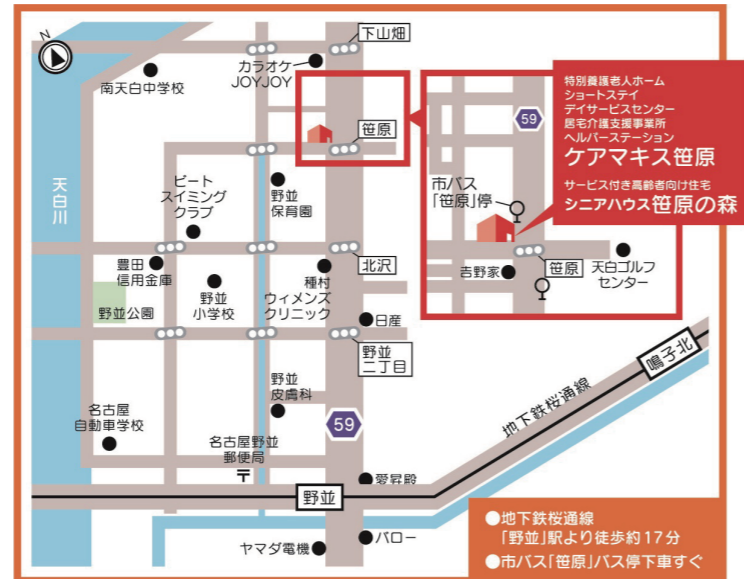 N
下山畑
カラオケ
JOYJOY
南天白中学校
笹原
天白川
ビート
スイミング
クラブ
野並
保育園
北沢
豊田
信用金庫
野並
小学校
種村
ウィメンズ
クリニック
野並公園
日産
野並
二丁目
野並
皮膚科
名古屋
自動車学校
59
名古屋野並
郵便局
〒
愛昇殿
野並
ヤマダ電機
バロー
地下鉄桜通線
鳴子北
特別養護老人ホーム
ショートステイ
デイサービスセンター
居宅介護支援事業所
ヘルパーステーション
ケアマキス笹原
サービス付き高齢者向け住宅
シニアハウス笹原の森
59
市バス
「笹原」停
笹原
吉野家
天白ゴルフ
センター
●地下鉄桜通線
「野並」駅より徒歩約17分
●市バス「笹原」バス停下車すぐ